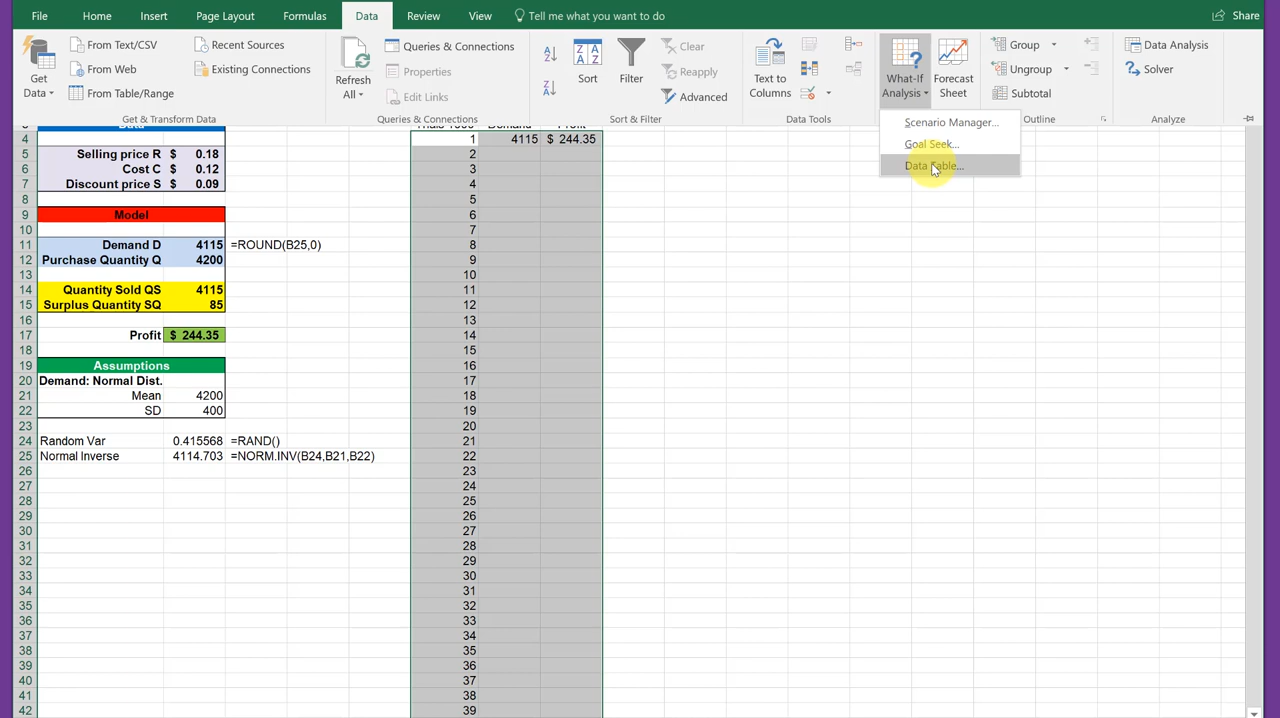 File Home Insert Page Layout Formulas Data Review View Tell me what you want to do Share
Get Data
From Text/CSV
From Web
From Table/Range
Recent Sources
Existing Connections
Get & Transform Data
Refresh All
Queries & Connections
Properties
Edit Links
Queries & Connections
Sort
Filter
Clear
Reapply
Advanced
Sort & Filter
Text to Columns
Data Tools
What-If Analysis
Forecast Sheet
Scenario Manager...
Goal Seek...
Data Table...
Group
Ungroup
Subtotal
Outline
Data Analysis
Solver
Analyze
4 1 4115 $ 244.35
5 Selling price R $ 0.18 2
6 Cost C $ 0.12 3
7 Discount price S $ 0.09 4
8 5
9 Model 6
10 7
11 Demand D 4115 =ROUND(B25,0) 8
12 Purchase Quantity Q 4200 9
13 10
14 Quantity Sold QS 4115 11
15 Surplus Quantity SQ 85 12
16 13
17 Profit $ 244.35 14
18 15
19 Assumptions 16
20 Demand: Normal Dist. 17
21 Mean 4200 18
22 SD 400 19
23 20
24 Random Var 0.415568 =RAND() 21
25 Normal Inverse 4114.703 =NORM.INV(B24,B21,B22) 22
26 23
27 24
28 25
29 26
30 27
31 28
32 29
33 30
34 31
35 32
36 33
37 34
38 35
39 36
40 37
41 38
42 39